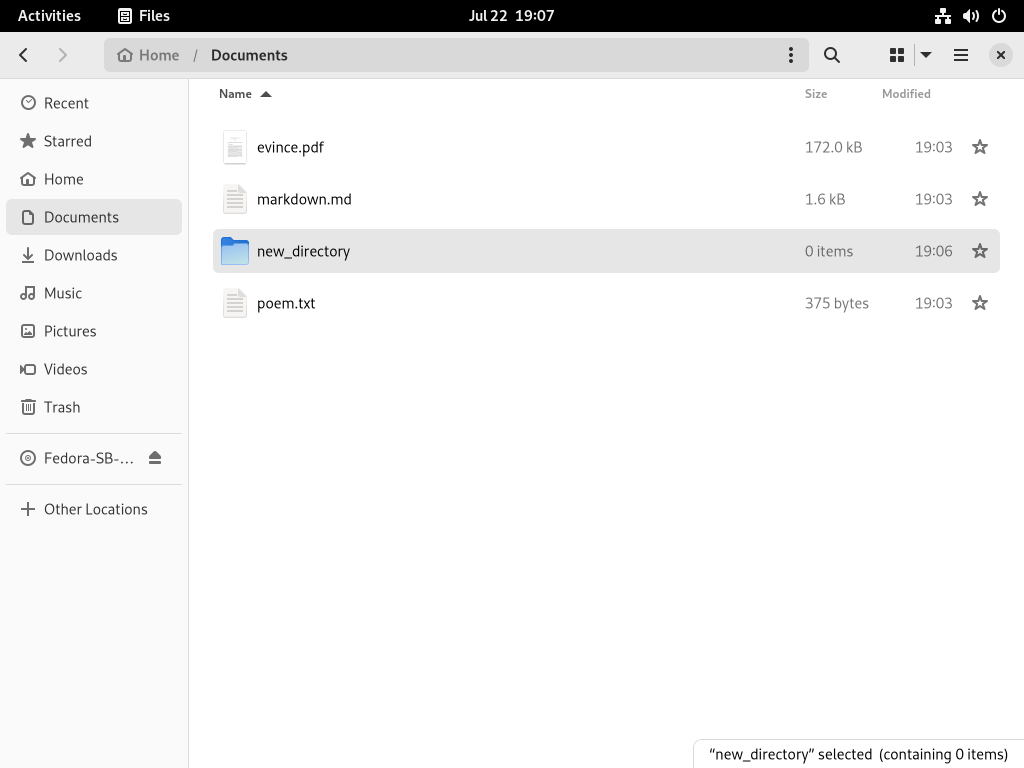 Activities Files Jul 22 19:07
Home / Documents
Name Size Modified
Recent
Starred
Home
Documents
Downloads
Music
Pictures
Videos
Trash
Fedora-SB-…
Other Locations
evince.pdf 172.0 kB 19:03
markdown.md 1.6 kB 19:03
new_directory 0 items 19:06
poem.txt 375 bytes 19:03
“new_directory” selected (containing 0 items)